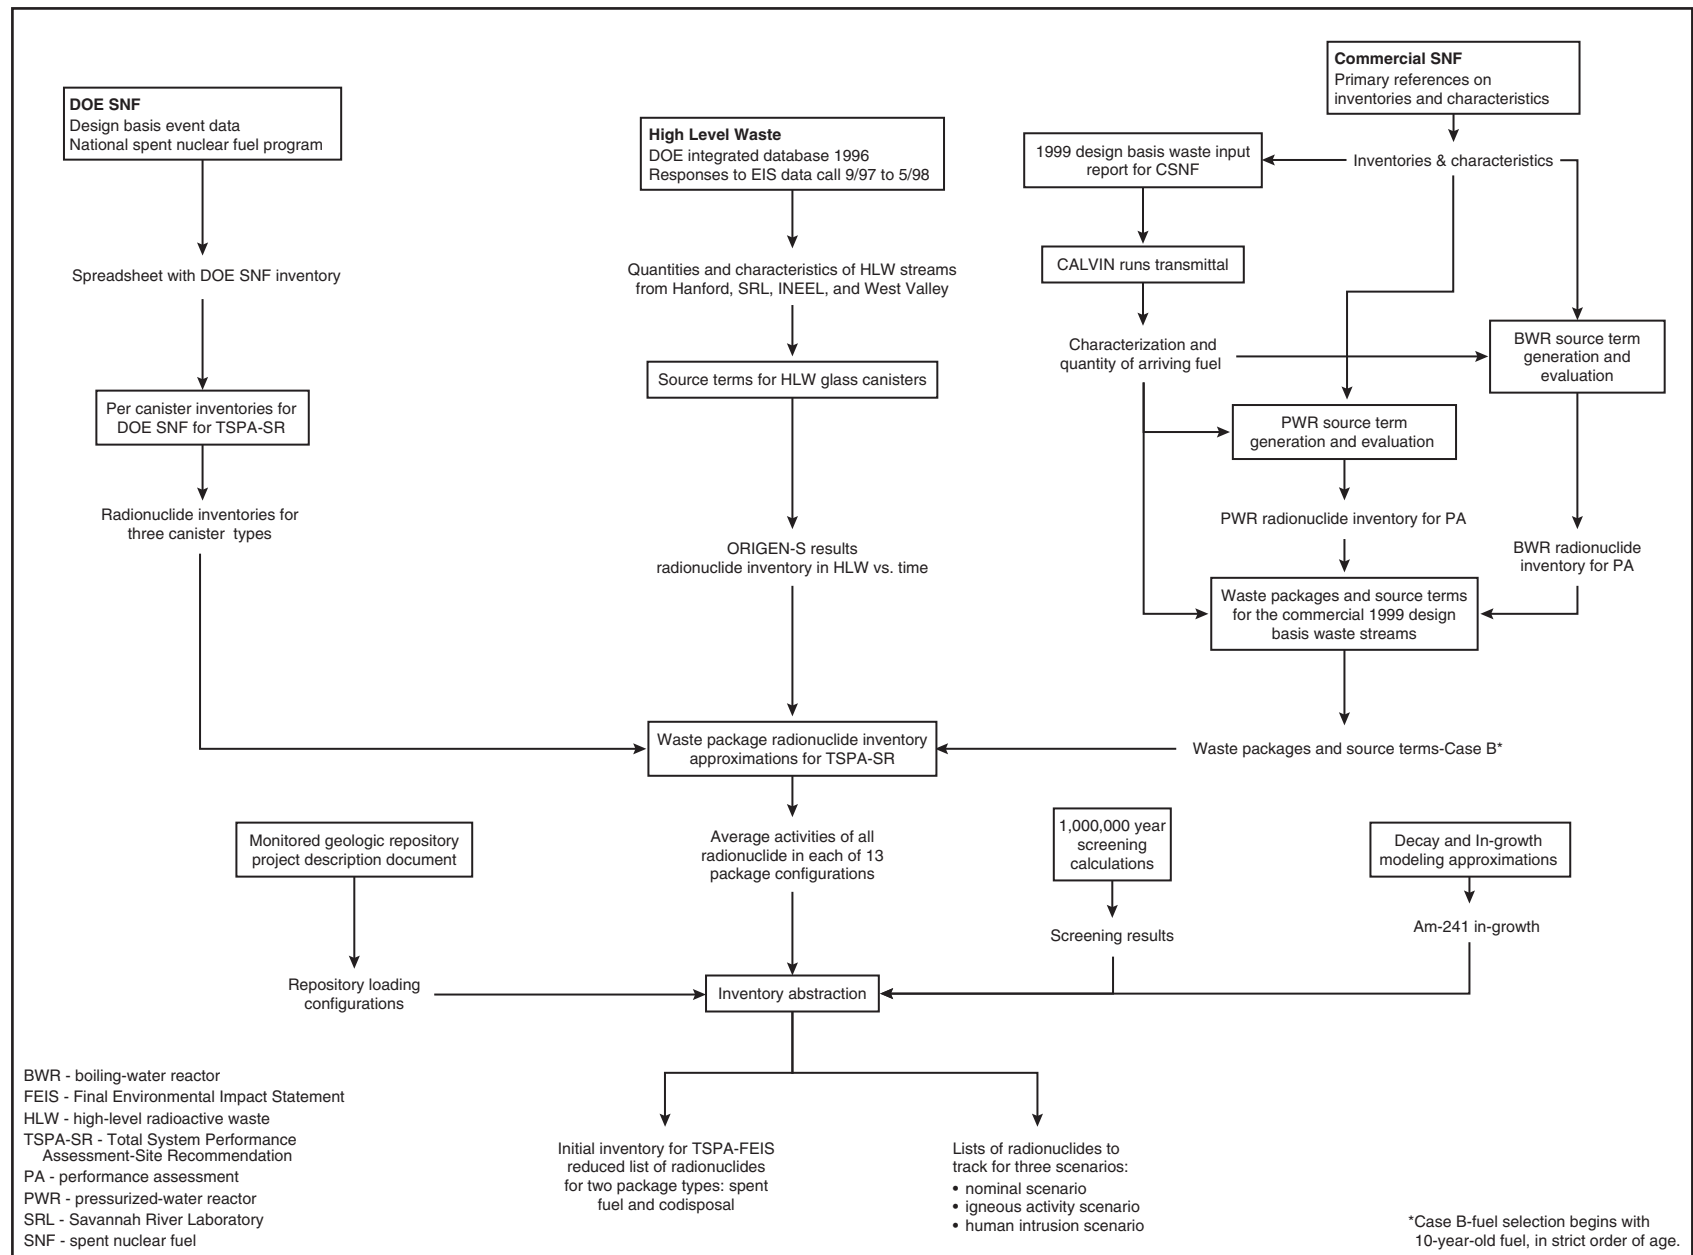 Commercial SNF
Primary references on
inventories and characteristics
DOE SNF
Design basis event data
National spent nuclear fuel program
High Level Waste
DOE integrated database 1996
Responses to EIS data call 9/97 to 5/98
1999 design basis waste input
report for CSNF
Inventories & characteristics
CALVIN runs transmittal
Spreadsheet with DOE SNF inventory
Quantities and characteristics of HLW streams
from Hanford, SRL, INEEL, and West Valley
Characterization and
quantity of arriving fuel
BWR source term
generation and
evaluation
Source terms for HLW glass canisters
Per canister inventories for
DOE SNF for TSPA-SR
PWR source term
generation and evaluation
Radionuclide inventories for
three canister types
PWR radionuclide inventory for PA
ORIGEN-S results
radionuclide inventory in HLW vs. time
BWR radionuclide
inventory for PA
Waste packages and source terms
for the commercial 1999 design
basis waste streams
Waste package radionuclide inventory
approximations for TSPA-SR
Waste packages and source terms-Case B*
Monitored geologic repository
project description document
Average activities of all
radionuclide in each of 13
package configurations
1,000,000 year
screening
calculations
Decay and In-growth
modeling approximations
Screening results
Am-241 in-growth
Repository loading
configurations
Inventory abstraction
BWR - boiling-water reactor
FEIS - Final Environmental Impact Statement
HLW - high-level radioactive waste
TSPA-SR - Total System Performance
Assessment-Site Recommendation
PA - performance assessment
PWR - pressurized-water reactor
SRL - Savannah River Laboratory
SNF - spent nuclear fuel
Initial inventory for TSPA-FEIS
reduced list of radionuclides
for two package types: spent
fuel and codisposal
Lists of radionuclides to
track for three scenarios:
• nominal scenario
• igneous activity scenario
• human intrusion scenario
*Case B-fuel selection begins with
10-year-old fuel, in strict order of age.